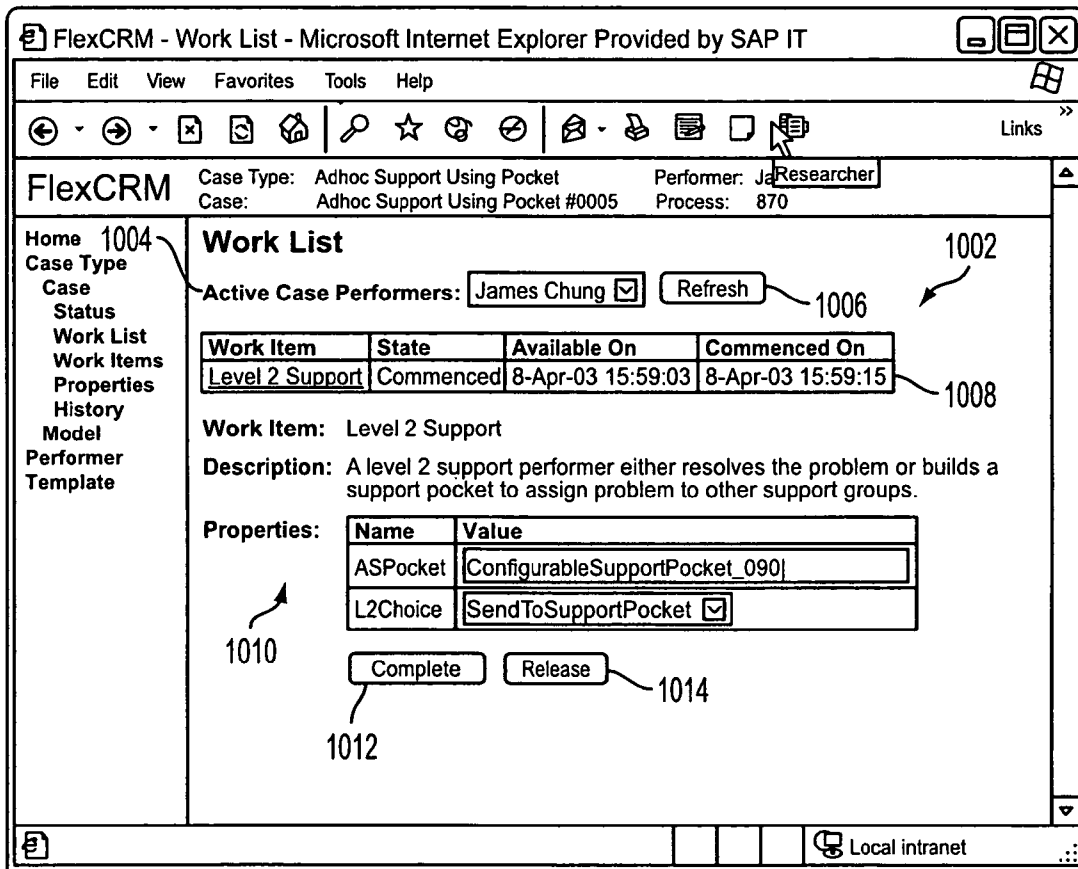 FlexCRM - Work List - Microsoft Internet Explorer Provided by SAP IT
File Edit View Favorites Tools Help
Links »
FlexCRM
Case Type: Adhoc Support Using Pocket Performer: Ja
Researcher
Case: Adhoc Support Using Pocket #0005 Process: 870
Home
Case Type
Case
Status
Work List
Work Items
Properties
History
Model
Performer
Template
1004
Work List
1002
Active Case Performers: James Chung Refresh
1006
Work Item State Available On Commenced On
Level 2 Support Commenced 8-Apr-03 15:59:03 8-Apr-03 15:59:15
1008
Work Item: Level 2 Support
Description: A level 2 support performer either resolves the problem or builds a
support pocket to assign problem to other support groups.
Properties:
Name Value
ASPocket ConfigurableSupportPocket_090
L2Choice SendToSupportPocket
1010
Complete Release
1014
1012
Local intranet